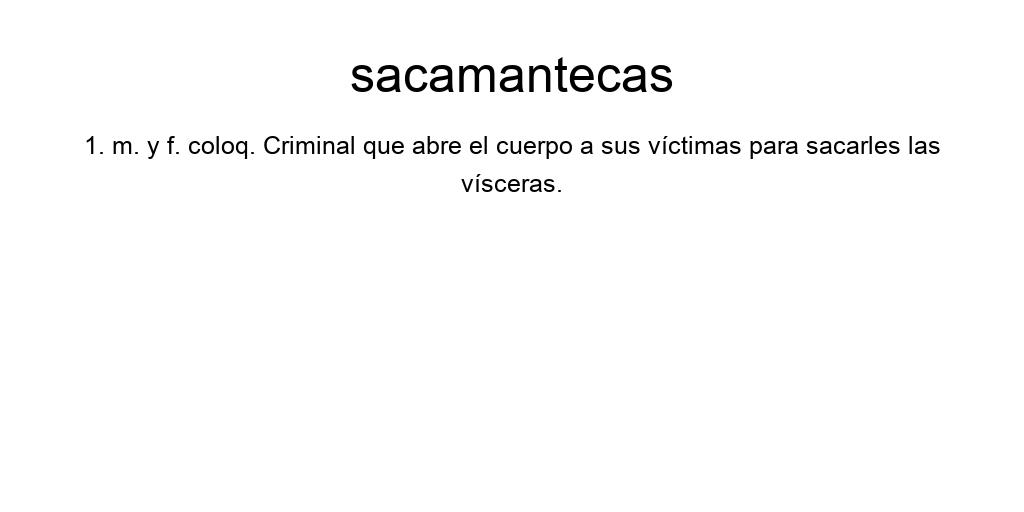 sacamantecas
1. m. y f. coloq. Criminal que abre el cuerpo a sus víctimas para sacarles las
vísceras.